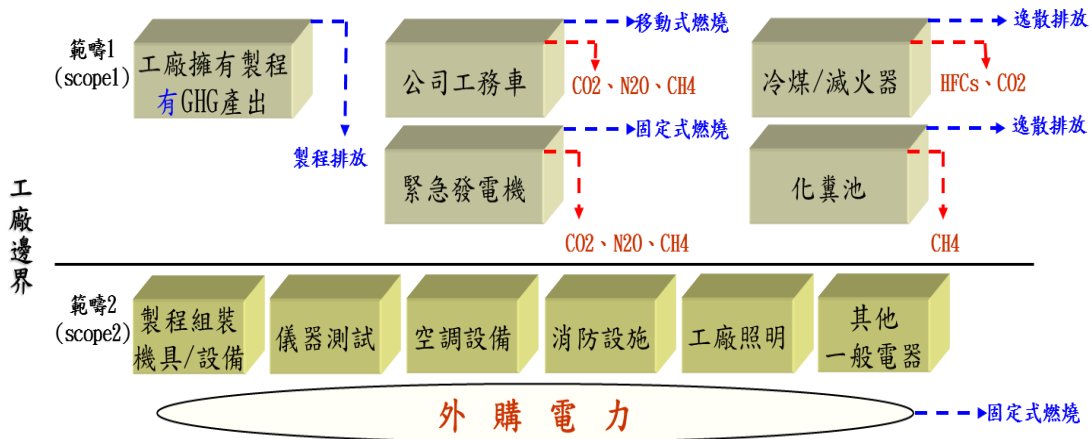 範疇1
(scope1)
工廠擁有製程
有GHG產出
製程排放
公司工務車
移動式燃燒
CO2、N2O、CH4
冷煤/滅火器
逸散排放
HFCs、CO2
緊急發電機
固定式燃燒
CO2、N2O、CH4
化糞池
逸散排放
CH4
工廠邊界
範疇2
(scope2)
製程組裝
機具/設備
儀器測試
空調設備
消防設施
工廠照明
其他
一般電器
外購電力
固定式燃燒